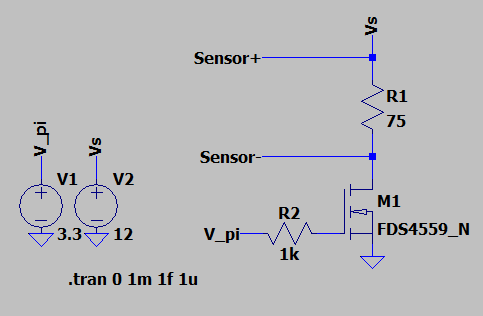 Vs
Sensor+
R1
75
V_pi
Vs
Sensor-
V1
V2
M1
R2
FDS4559_N
V_pi
3.3
12
1k
.tran 0 1m 1f 1u